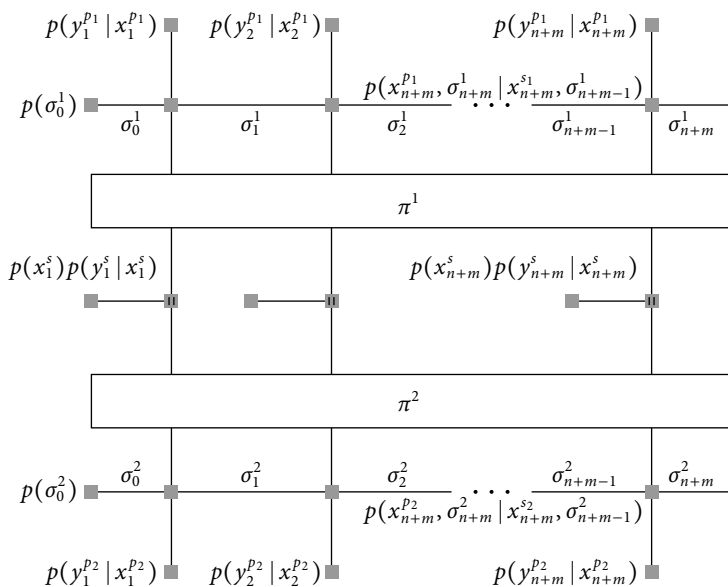 p(y_1^{p_1} | x_1^{p_1}) p(y_2^{p_1} | x_2^{p_1}) p(y_{n+m}^{p_1} | x_{n+m}^{p_1})
p(x_{n+m}^{p_1}, σ_{n+m}^1 | x_{n+m}^{s_1}, σ_{n+m-1}^1)
p(σ_0^1) · · ·
σ_0^1 σ_1^1 σ_2^1 σ_{n+m-1}^1 σ_{n+m}^1
π^1
p(x_1^s)p(y_1^s | x_1^s) p(x_{n+m}^s)p(y_{n+m}^s | x_{n+m}^s)
= = =
π^2
σ_0^2 σ_1^2 σ_2^2 σ_{n+m-1}^2 σ_{n+m}^2
p(σ_0^2) · · ·
p(x_{n+m}^{p_2}, σ_{n+m}^2 | x_{n+m}^{s_2}, σ_{n+m-1}^2)
p(y_1^{p_2} | x_1^{p_2}) p(y_2^{p_2} | x_2^{p_2}) p(y_{n+m}^{p_2} | x_{n+m}^{p_2})